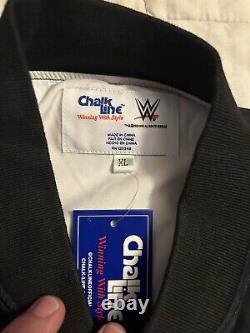 Chalk
Line
Winning With Style
MADE IN CHINA
FAIT EN CHINE
HECHO EN CHINA
XL
Chalk
Line
Winning With Style
@CHALKLINEOFFICIAL